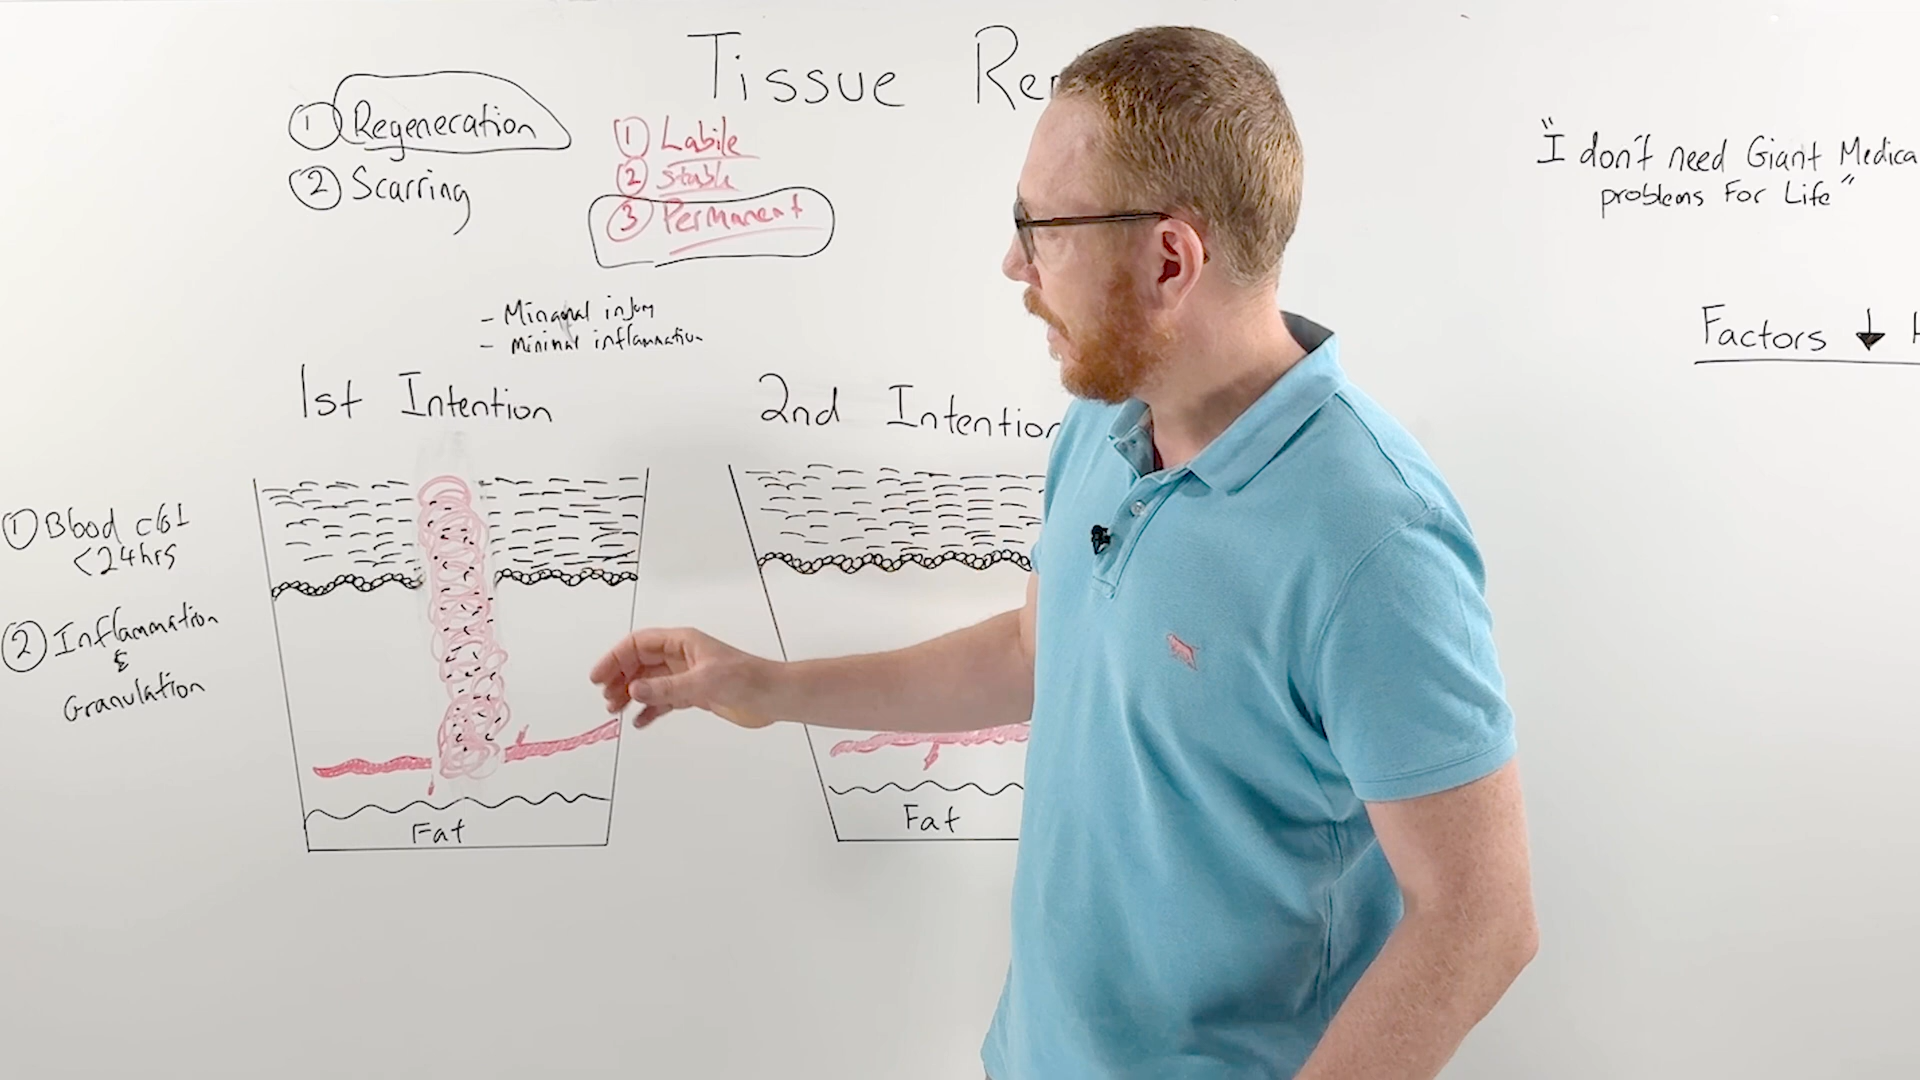 Tissue Re
① Regeneration
② Scarring
① Labile
② Stable
③ Permanent
"I don't need Giant Medica
problems For Life"
Factors ↓ H
- Minimal injury
- Minimal inflammation
1st Intention
2nd Intention
① Blood clot
<24hrs
② Inflammation
&
Granulation
Fat
Fat